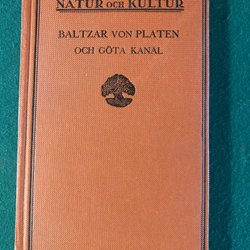 NATUR OCH KULTUR
BALTZAR VON PLATEN
OCH GÖTA KANAL